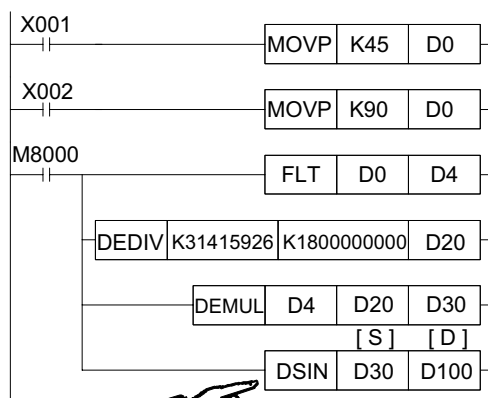 X001
MOVP K45 D0
X002
MOVP K90 D0
M8000
FLT D0 D4
DEDIV K31415926 K1800000000 D20
DEMUL D4 D20 D30
[ S ] [ D ]
DSIN D30 D100